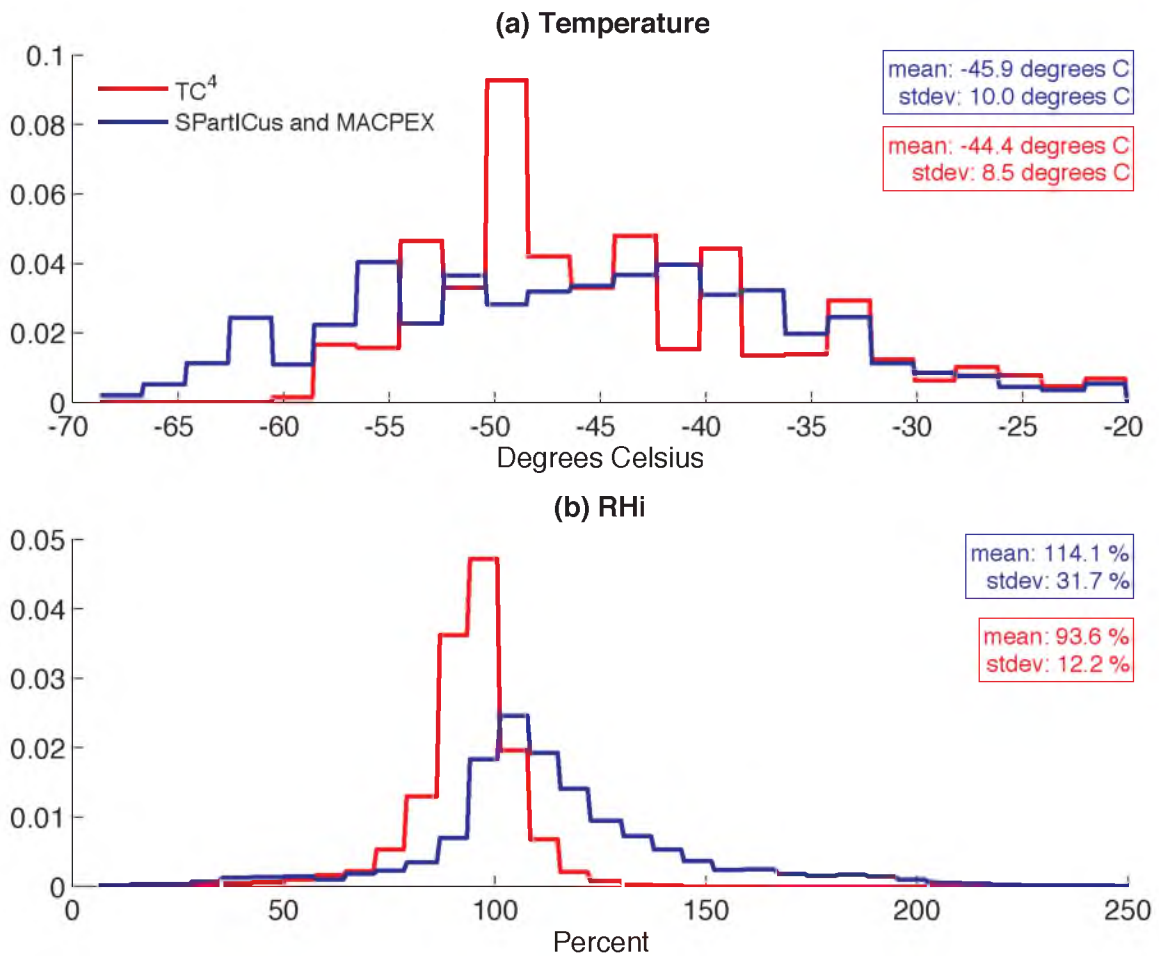 (a) Temperature
0.1
0.08
0.06
0.04
0.02
0
TC⁴
SPartICus and MACPEX
mean: -45.9 degrees C
stdev: 10.0 degrees C
mean: -44.4 degrees C
stdev: 8.5 degrees C
-70 -65 -60 -55 -50 -45 -40 -35 -30 -25 -20
Degrees Celsius
(b) RHi
0.05
0.04
0.03
0.02
0.01
0
mean: 114.1 %
stdev: 31.7 %
mean: 93.6 %
stdev: 12.2 %
0 50 100 150 200 250
Percent